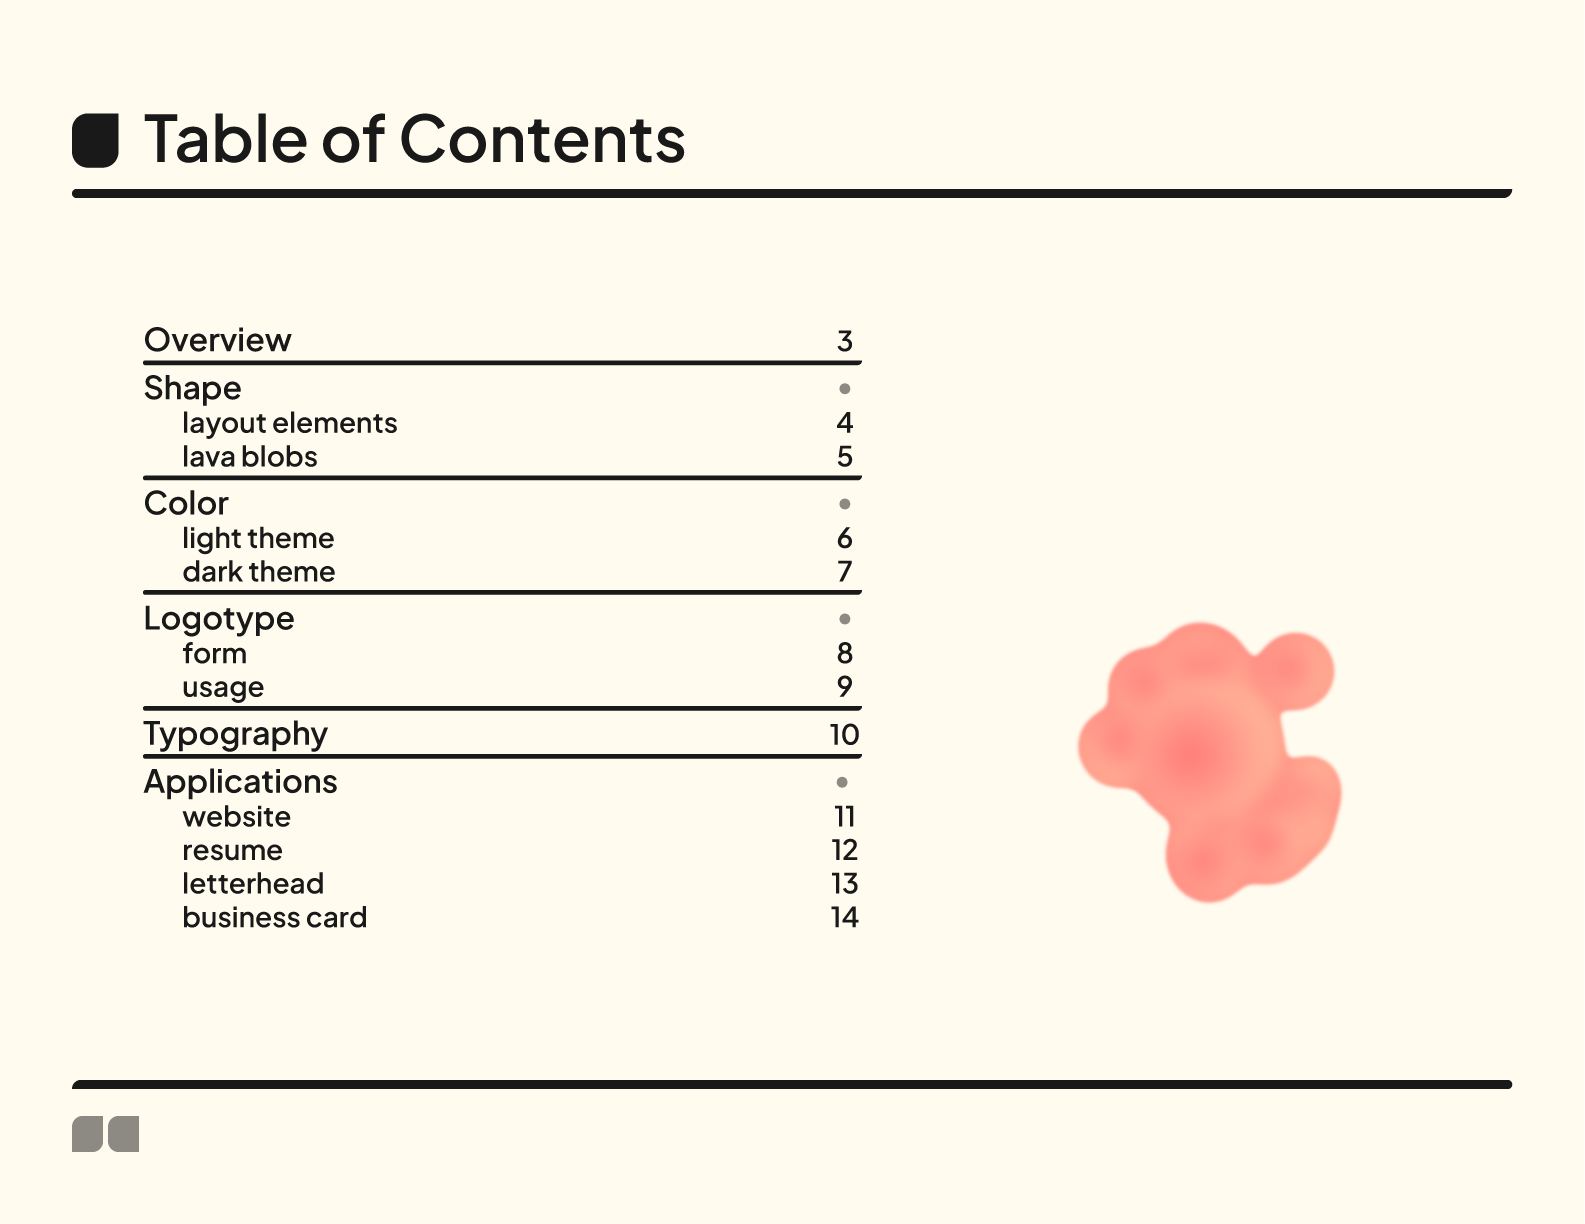 Table of Contents
Overview 3
Shape •
layout elements 4
lava blobs 5
Color •
light theme 6
dark theme 7
Logotype •
form 8
usage 9
Typography 10
Applications •
website 11
resume 12
letterhead 13
business card 14